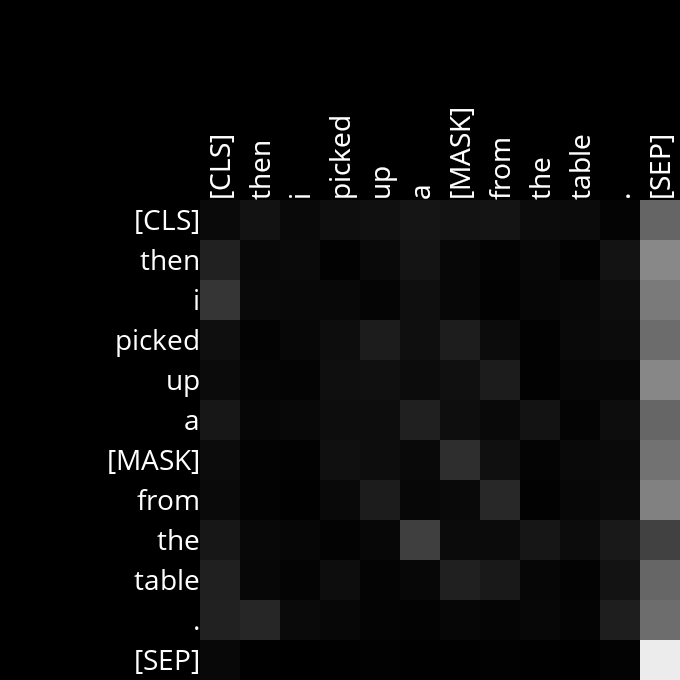 [CLS] then i picked up a [MASK] from the table . [SEP]
[CLS]
then
i
picked
up
a
[MASK]
from
the
table
.
[SEP]